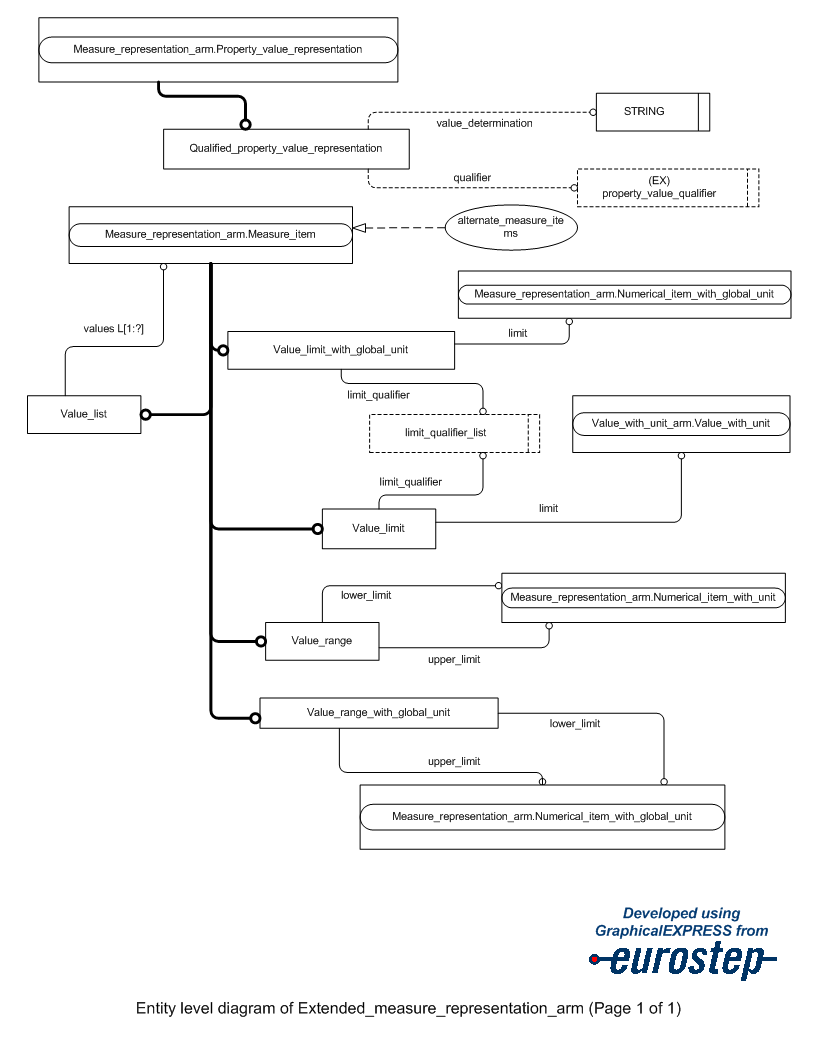 Measure_representation_arm.Property_value_representation
value_determination
STRING
Qualified_property_value_representation
qualifier
(EX)
property_value_qualifier
Measure_representation_arm.Measure_item
alternate_measure_ite
ms
Measure_representation_arm.Numerical_item_with_global_unit
values L[1:?]
Value_limit_with_global_unit
limit
limit_qualifier
Value_list
limit_qualifier_list
Value_with_unit_arm.Value_with_unit
limit_qualifier
limit
Value_limit
lower_limit
Measure_representation_arm.Numerical_item_with_unit
Value_range
upper_limit
Value_range_with_global_unit
lower_limit
upper_limit
Measure_representation_arm.Numerical_item_with_global_unit
Developed using
GraphicalEXPRESS from
eurostep
Entity level diagram of Extended_measure_representation_arm (Page 1 of 1)